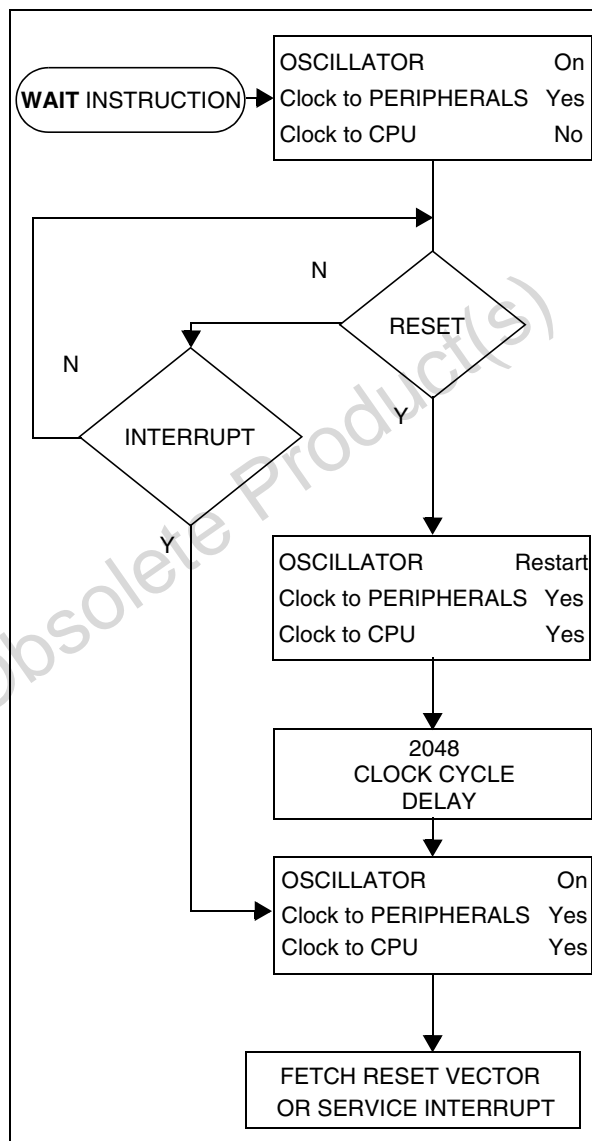 WAIT INSTRUCTION
OSCILLATOR On
Clock to PERIPHERALS Yes
Clock to CPU No
N
RESET
N
INTERRUPT
Y
Y
OSCILLATOR Restart
Clock to PERIPHERALS Yes
Clock to CPU Yes
2048
CLOCK CYCLE
DELAY
OSCILLATOR On
Clock to PERIPHERALS Yes
Clock to CPU Yes
FETCH RESET VECTOR
OR SERVICE INTERRUPT
Obsolete Product(s)